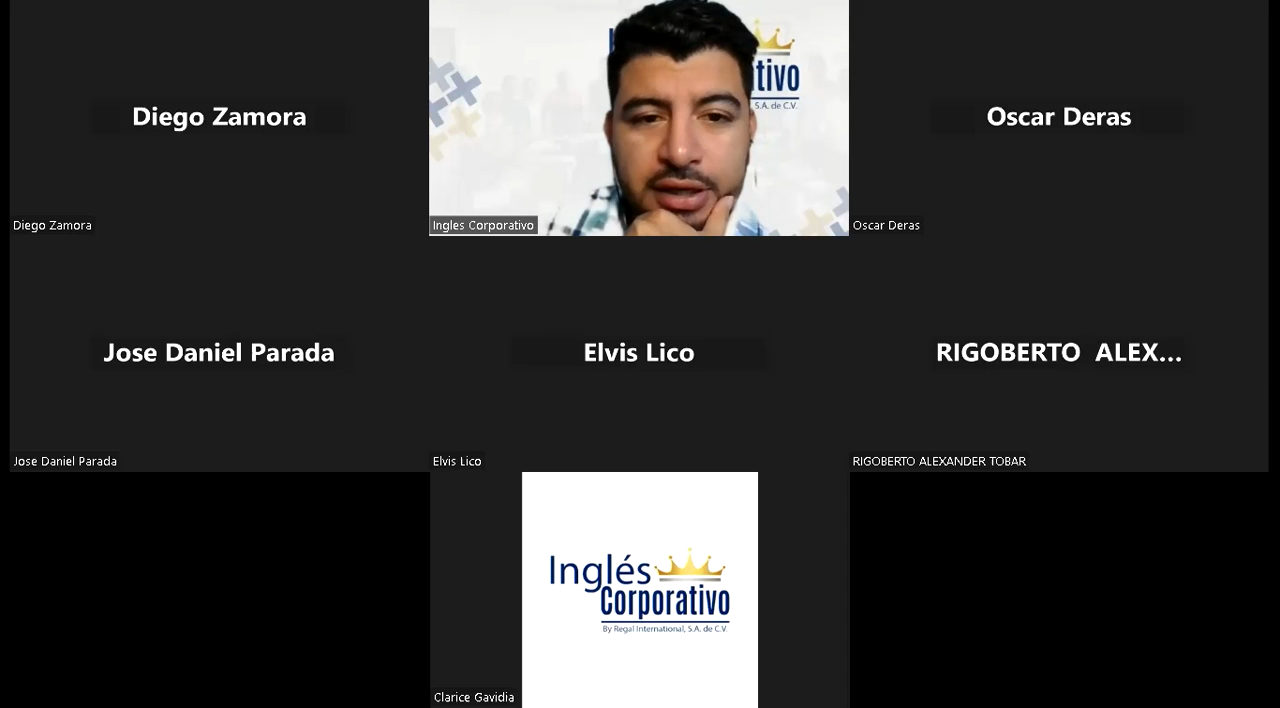 Diego Zamora
Diego Zamora
tivo
S.A. de C.V.
Ingles Corporativo
Oscar Deras
Oscar Deras
Jose Daniel Parada
Jose Daniel Parada
Elvis Lico
Elvis Lico
RIGOBERTO ALEX...
RIGOBERTO ALEXANDER TOBAR
Inglés
Corporativo
By Regal International, S.A. de C.V.
Clarice Gavidia